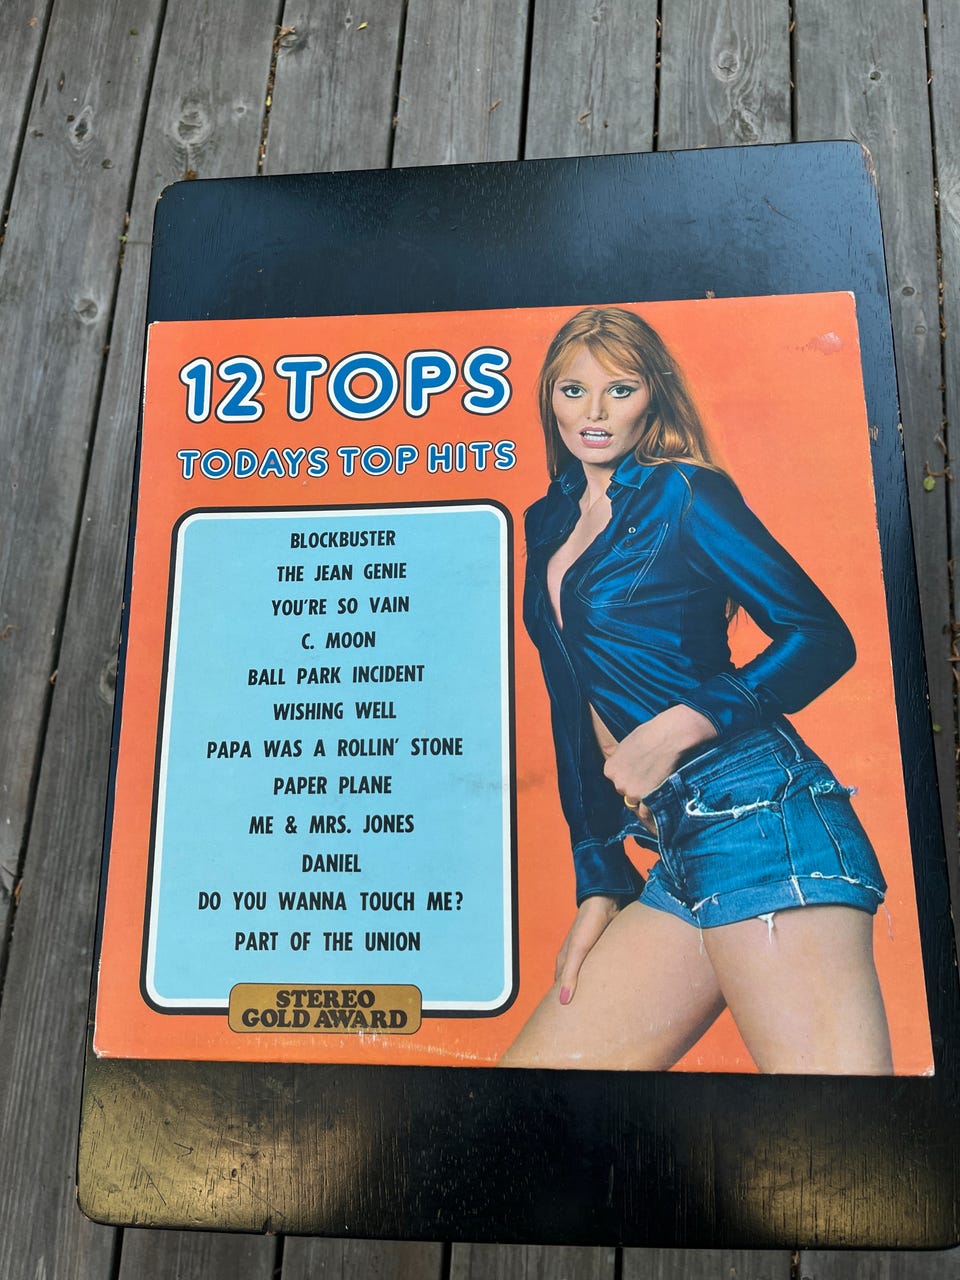 12 TOPS
TODAYS TOP HITS
BLOCKBUSTER
THE JEAN GENIE
YOU'RE SO VAIN
C. MOON
BALL PARK INCIDENT
WISHING WELL
PAPA WAS A ROLLIN' STONE
PAPER PLANE
ME & MRS. JONES
DANIEL
DO YOU WANNA TOUCH ME?
PART OF THE UNION
STEREO
GOLD AWARD